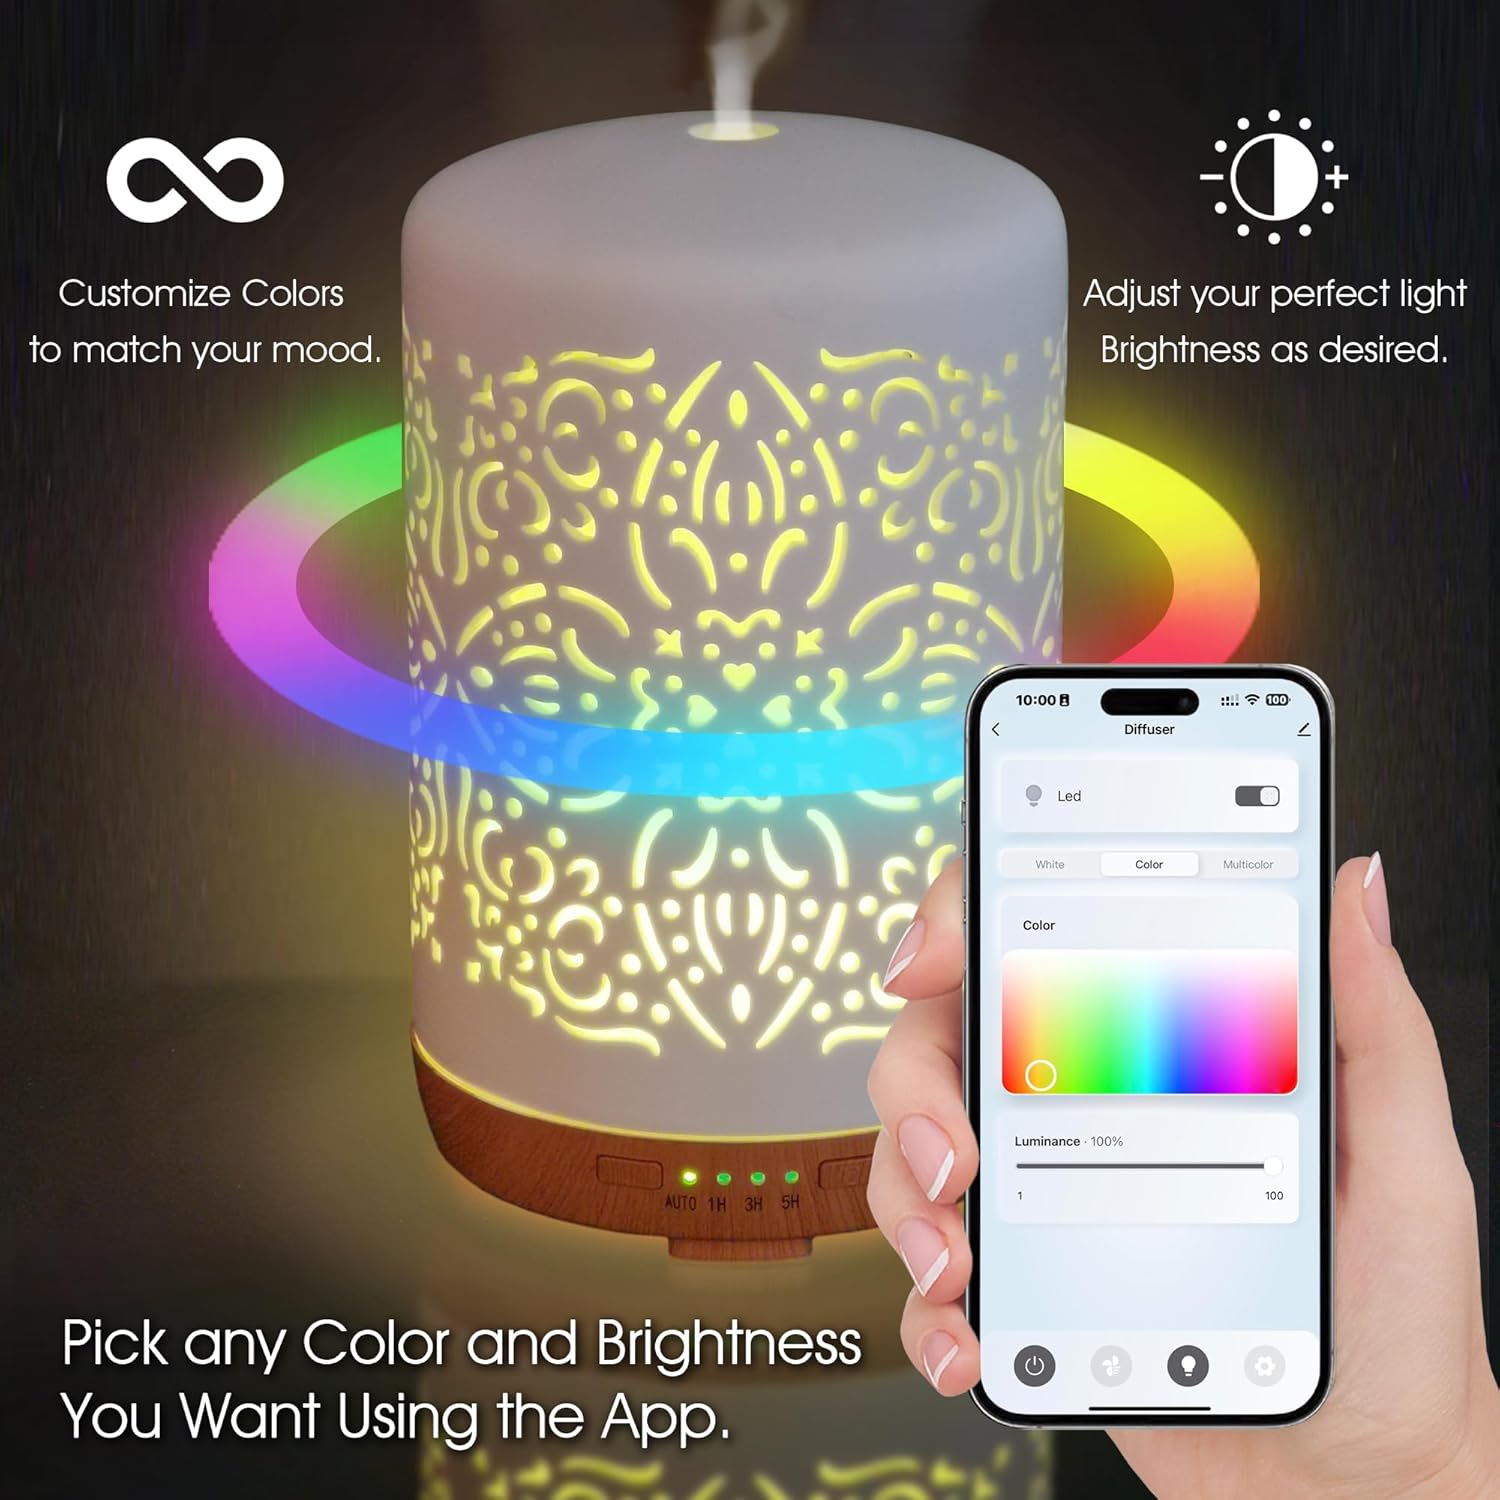 Customize Colors
to match your mood.
Adjust your perfect light
Brightness as desired.
10:00
100
Diffuser
Led
White
Color
Multicolor
Color
Luminance · 100%
1
100
AUTO 1H 3H 5H
Pick any Color and Brightness
You Want Using the App.